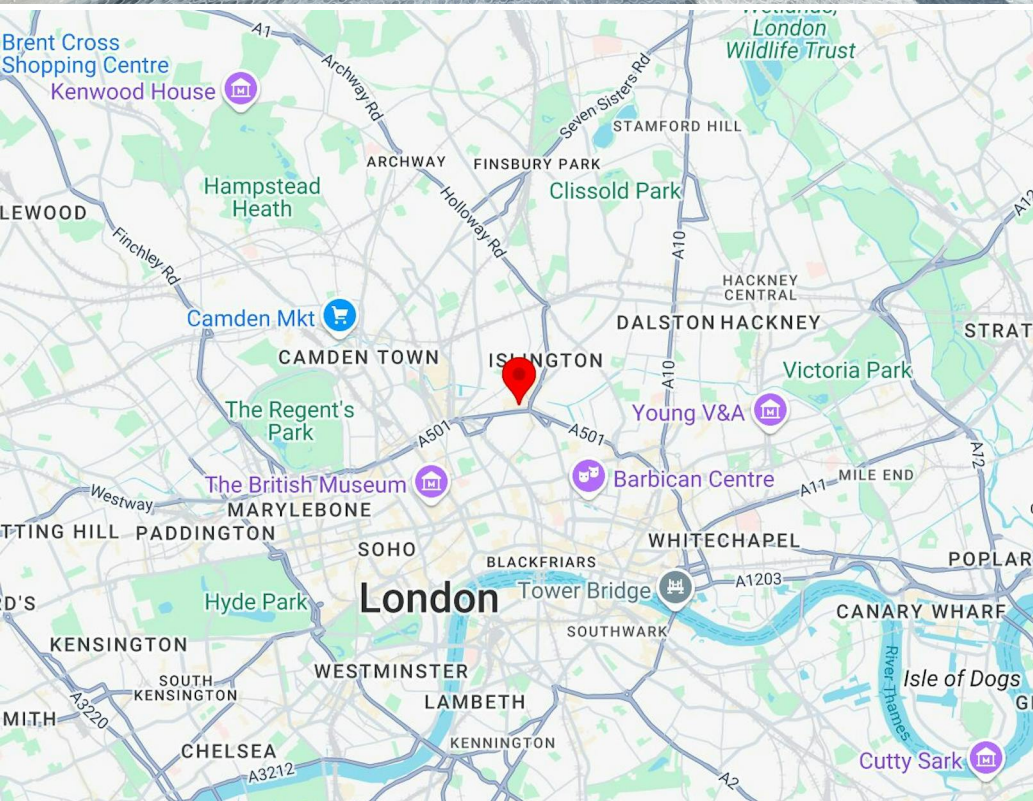 Wetlands,
London
Wildlife Trust
A1
Brent Cross
Shopping Centre
Kenwood House
Archway Rd
Seven Sisters Rd
STAMFORD HILL
ARCHWAY
FINSBURY PARK
Hampstead
Heath
Clissold Park
LEWOOD
Holloway Rd
A12
Finchley Rd
A10
HACKNEY
CENTRAL
Camden Mkt
DALSTON
HACKNEY
STRAT
CAMDEN TOWN
ISLINGTON
A10
Victoria Park
The Regent's
Park
Young V&A
A501
A501
A12
The British Museum
Barbican Centre
MILE END
A11
Westway
MARYLEBONE
TTING HILL
PADDINGTON
SOHO
WHITECHAPEL
BLACKFRIARS
POPLAR
London
Tower Bridge
A1203
D'S
Hyde Park
CANARY WHARF
SOUTHWARK
KENSINGTON
WESTMINSTER
River Thames
SOUTH
KENSINGTON
Isle of Dogs
LAMBETH
G
MITH
A3220
KENNINGTON
CHELSEA
A3212
Cutty Sark
A2